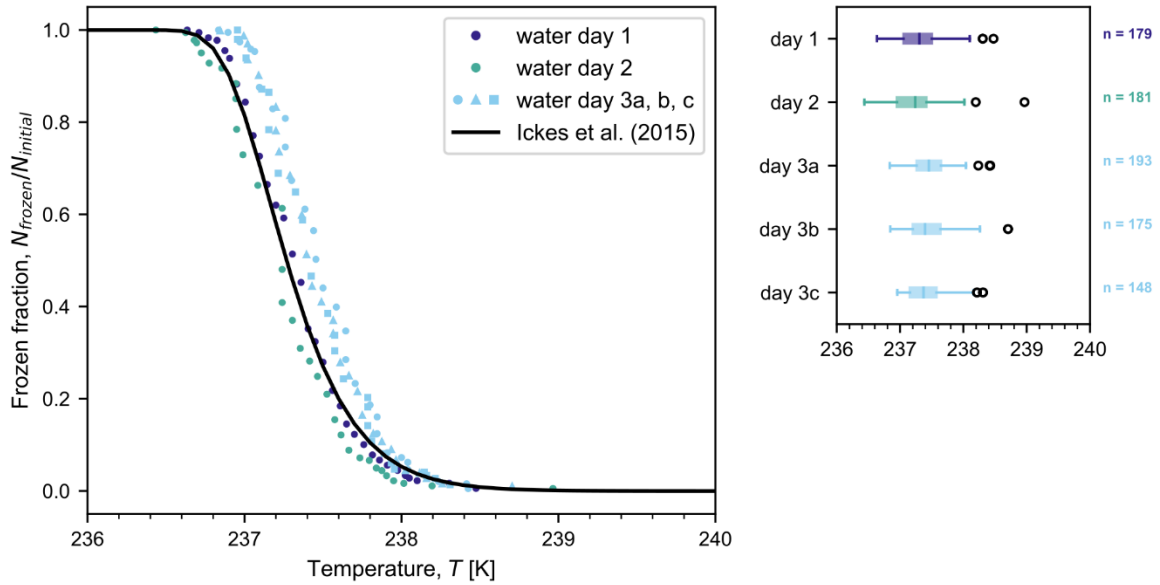 1.0
0.8
0.6
0.4
0.2
0.0
Frozen fraction, N_frozen/N_initial
236
237
238
239
240
Temperature, T [K]
water day 1
water day 2
water day 3a, b, c
Ickes et al. (2015)
day 1
n = 179
day 2
n = 181
day 3a
n = 193
day 3b
n = 175
day 3c
n = 148
236
237
238
239
240